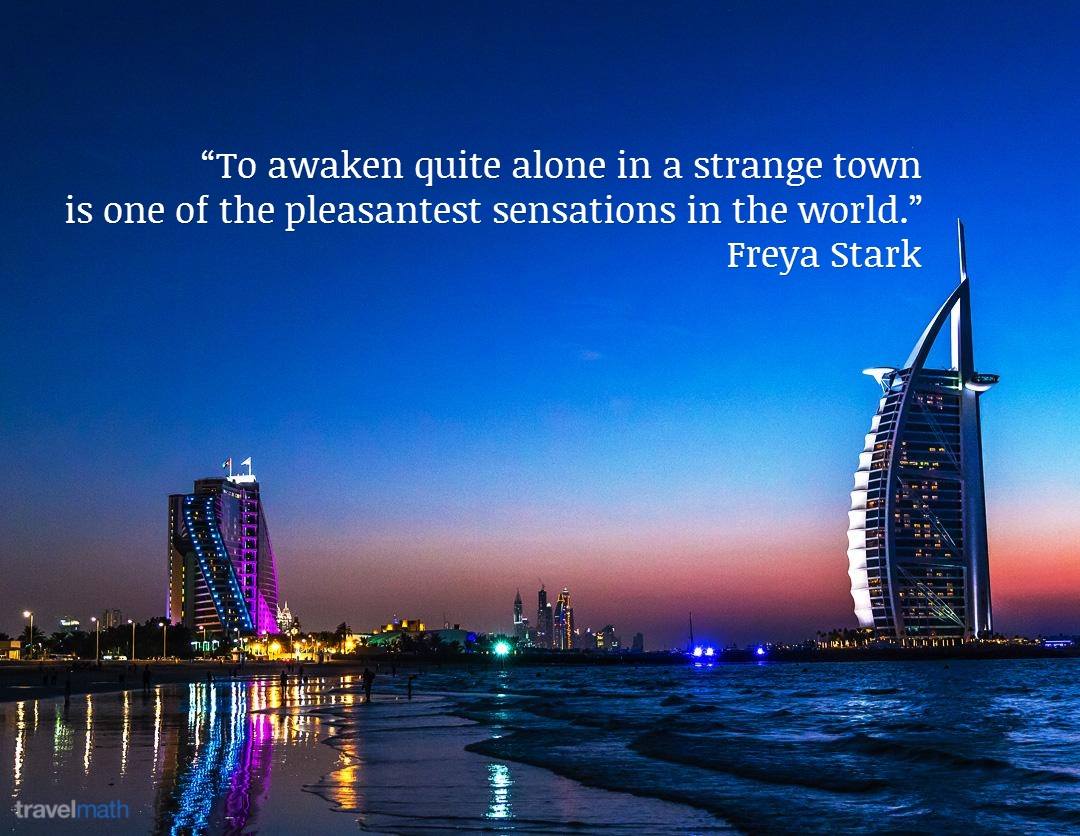 “To awaken quite alone in a strange town
is one of the pleasantest sensations in the world.”
Freya Stark
travelmath